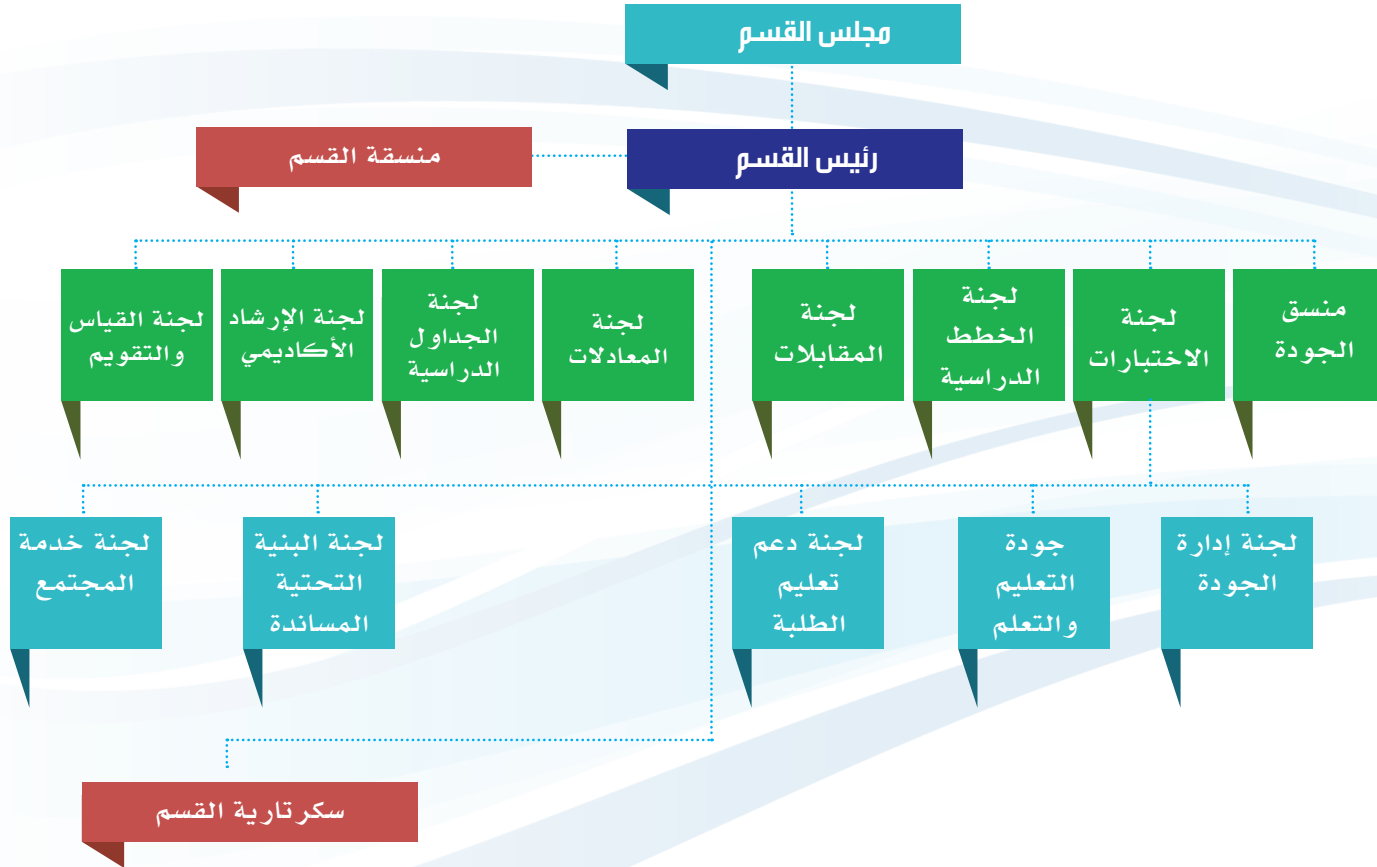 مجلس القسم
رئيس القسم
منسقة القسم
منسق
الجودة
لجنة
الاختبارات
لجنة
الخطط
الدراسية
لجنة
المقابلات
لجنة
المعادلات
لجنة
الجداول
الدراسية
لجنة الإرشاد
الأكاديمي
لجنة القياس
والتقويم
لجنة إدارة
الجودة
جودة
التعليم
والتعلم
لجنة دعم
تعليم
الطلبة
لجنة البنية
التحتية
المساندة
لجنة خدمة
المجتمع
سكرتارية القسم